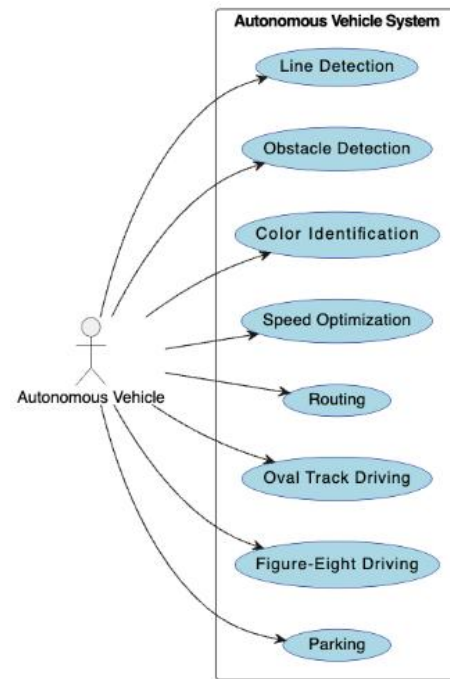 Autonomous Vehicle System
Line Detection
Obstacle Detection
Color Identification
Speed Optimization
Autonomous Vehicle
Routing
Oval Track Driving
Figure-Eight Driving
Parking